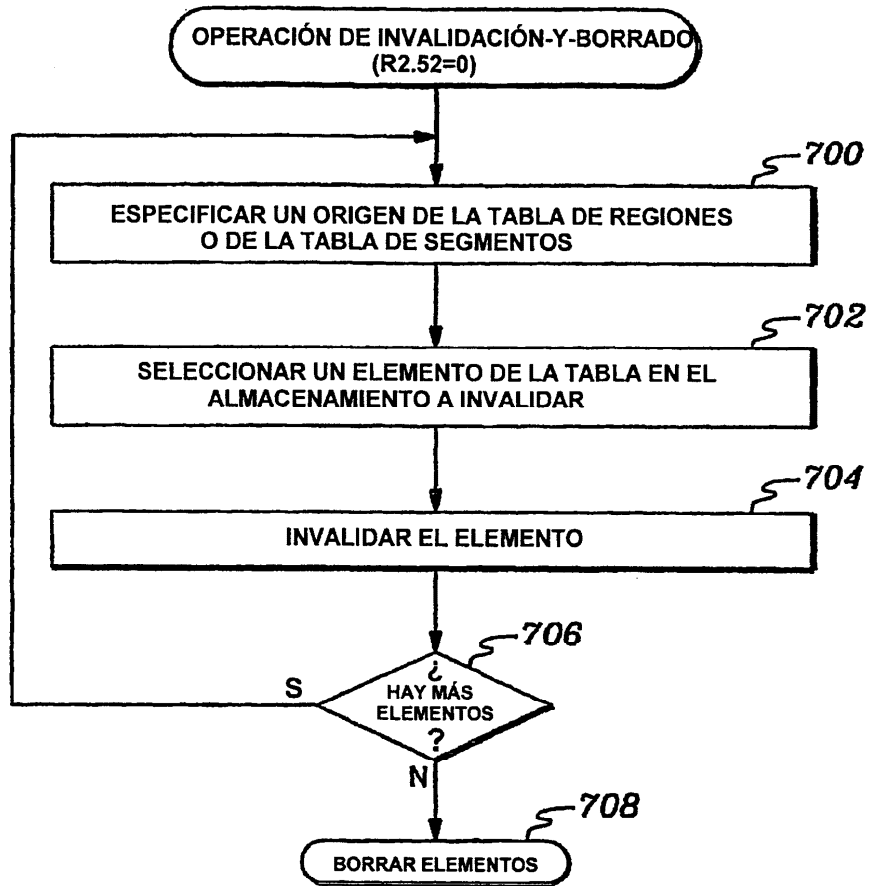 OPERACIÓN DE INVALIDACIÓN-Y-BORRADO
(R2.52=0)
700
ESPECIFICAR UN ORIGEN DE LA TABLA DE REGIONES
O DE LA TABLA DE SEGMENTOS
702
SELECCIONAR UN ELEMENTO DE LA TABLA EN EL
ALMACENAMIENTO A INVALIDAR
704
INVALIDAR EL ELEMENTO
706
¿
S
HAY MÁS
ELEMENTOS
?
N
708
BORRAR ELEMENTOS